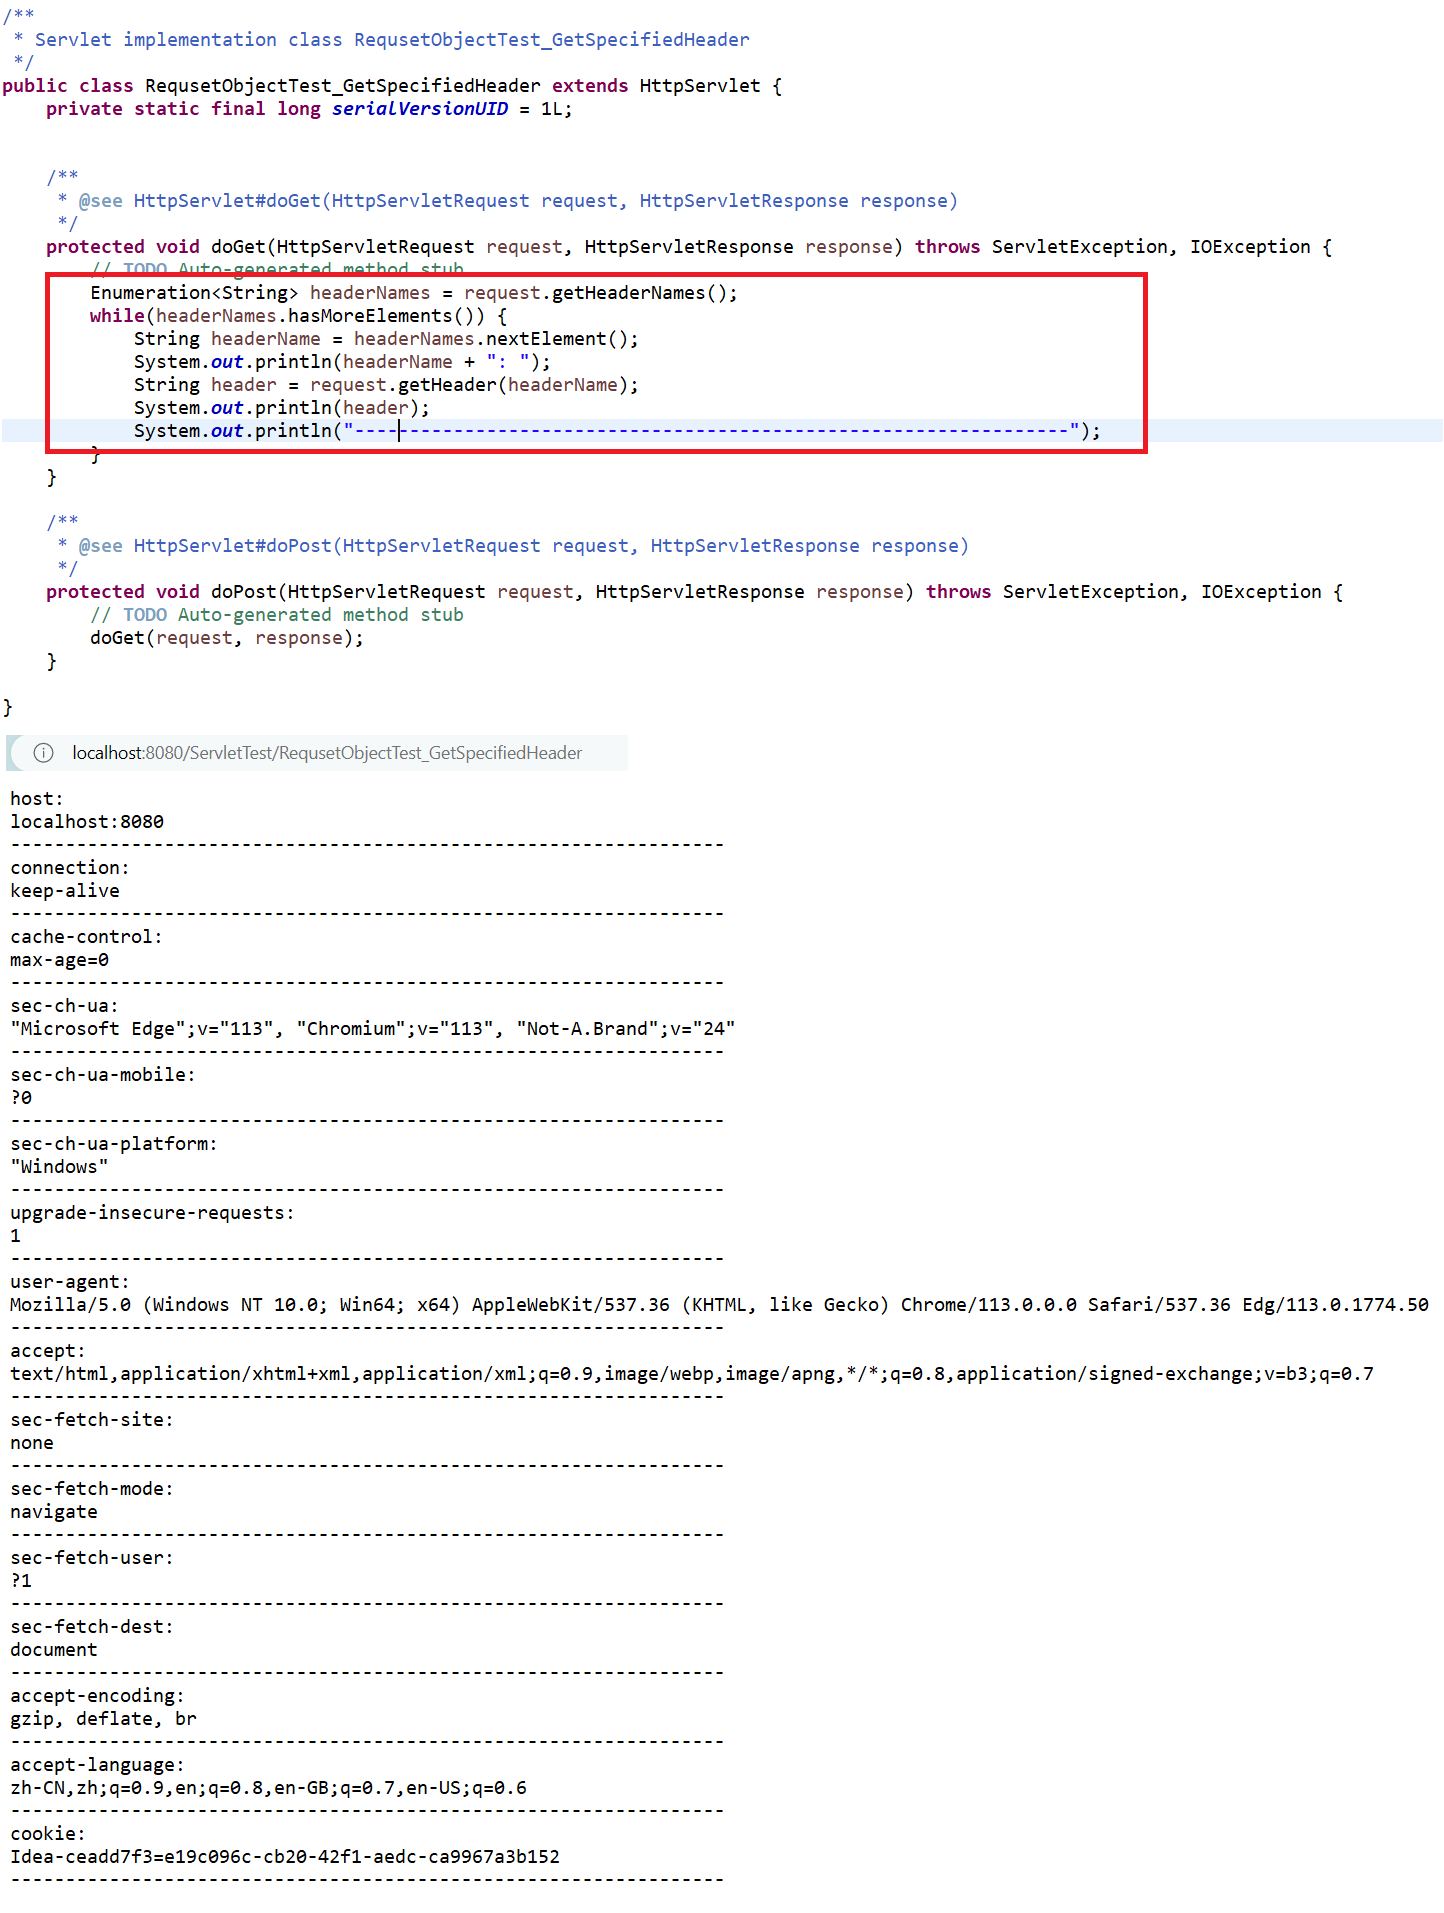 /**
 * Servlet implementation class RequsetObjectTest_GetSpecifiedHeader
 */
public class RequsetObjectTest_GetSpecifiedHeader extends HttpServlet {
    private static final long serialVersionUID = 1L;
    /**
     * @see HttpServlet#doGet(HttpServletRequest request, HttpServletResponse response)
     */
    protected void doGet(HttpServletRequest request, HttpServletResponse response) throws ServletException, IOException {
        // TODO Auto-generated method stub
        Enumeration<String> headerNames = request.getHeaderNames();
        while(headerNames.hasMoreElements()) {
            String headerName = headerNames.nextElement();
            System.out.println(headerName + ": ");
            String header = request.getHeader(headerName);
            System.out.println(header);
            System.out.println("-----------------------------------------------------------------");
        }
    }
    /**
     * @see HttpServlet#doPost(HttpServletRequest request, HttpServletResponse response)
     */
    protected void doPost(HttpServletRequest request, HttpServletResponse response) throws ServletException, IOException {
        // TODO Auto-generated method stub
        doGet(request, response);
    }
}
localhost:8080/ServletTest/RequsetObjectTest_GetSpecifiedHeader
host:
localhost:8080
-----------------------------------------------------------------
connection:
keep-alive
-----------------------------------------------------------------
cache-control:
max-age=0
-----------------------------------------------------------------
sec-ch-ua:
"Microsoft Edge";v="113", "Chromium";v="113", "Not-A.Brand";v="24"
-----------------------------------------------------------------
sec-ch-ua-mobile:
?0
-----------------------------------------------------------------
sec-ch-ua-platform:
"Windows"
-----------------------------------------------------------------
upgrade-insecure-requests:
1
-----------------------------------------------------------------
user-agent:
Mozilla/5.0 (Windows NT 10.0; Win64; x64) AppleWebKit/537.36 (KHTML, like Gecko) Chrome/113.0.0.0 Safari/537.36 Edg/113.0.1774.50
-----------------------------------------------------------------
accept:
text/html,application/xhtml+xml,application/xml;q=0.9,image/webp,image/apng,*/*;q=0.8,application/signed-exchange;v=b3;q=0.7
-----------------------------------------------------------------
sec-fetch-site:
none
-----------------------------------------------------------------
sec-fetch-mode:
navigate
-----------------------------------------------------------------
sec-fetch-user:
?1
-----------------------------------------------------------------
sec-fetch-dest:
document
-----------------------------------------------------------------
accept-encoding:
gzip, deflate, br
-----------------------------------------------------------------
accept-language:
zh-CN,zh;q=0.9,en;q=0.8,en-GB;q=0.7,en-US;q=0.6
-----------------------------------------------------------------
cookie:
Idea-ceadd7f3=e19c096c-cb20-42f1-aedc-ca9967a3b152
-----------------------------------------------------------------